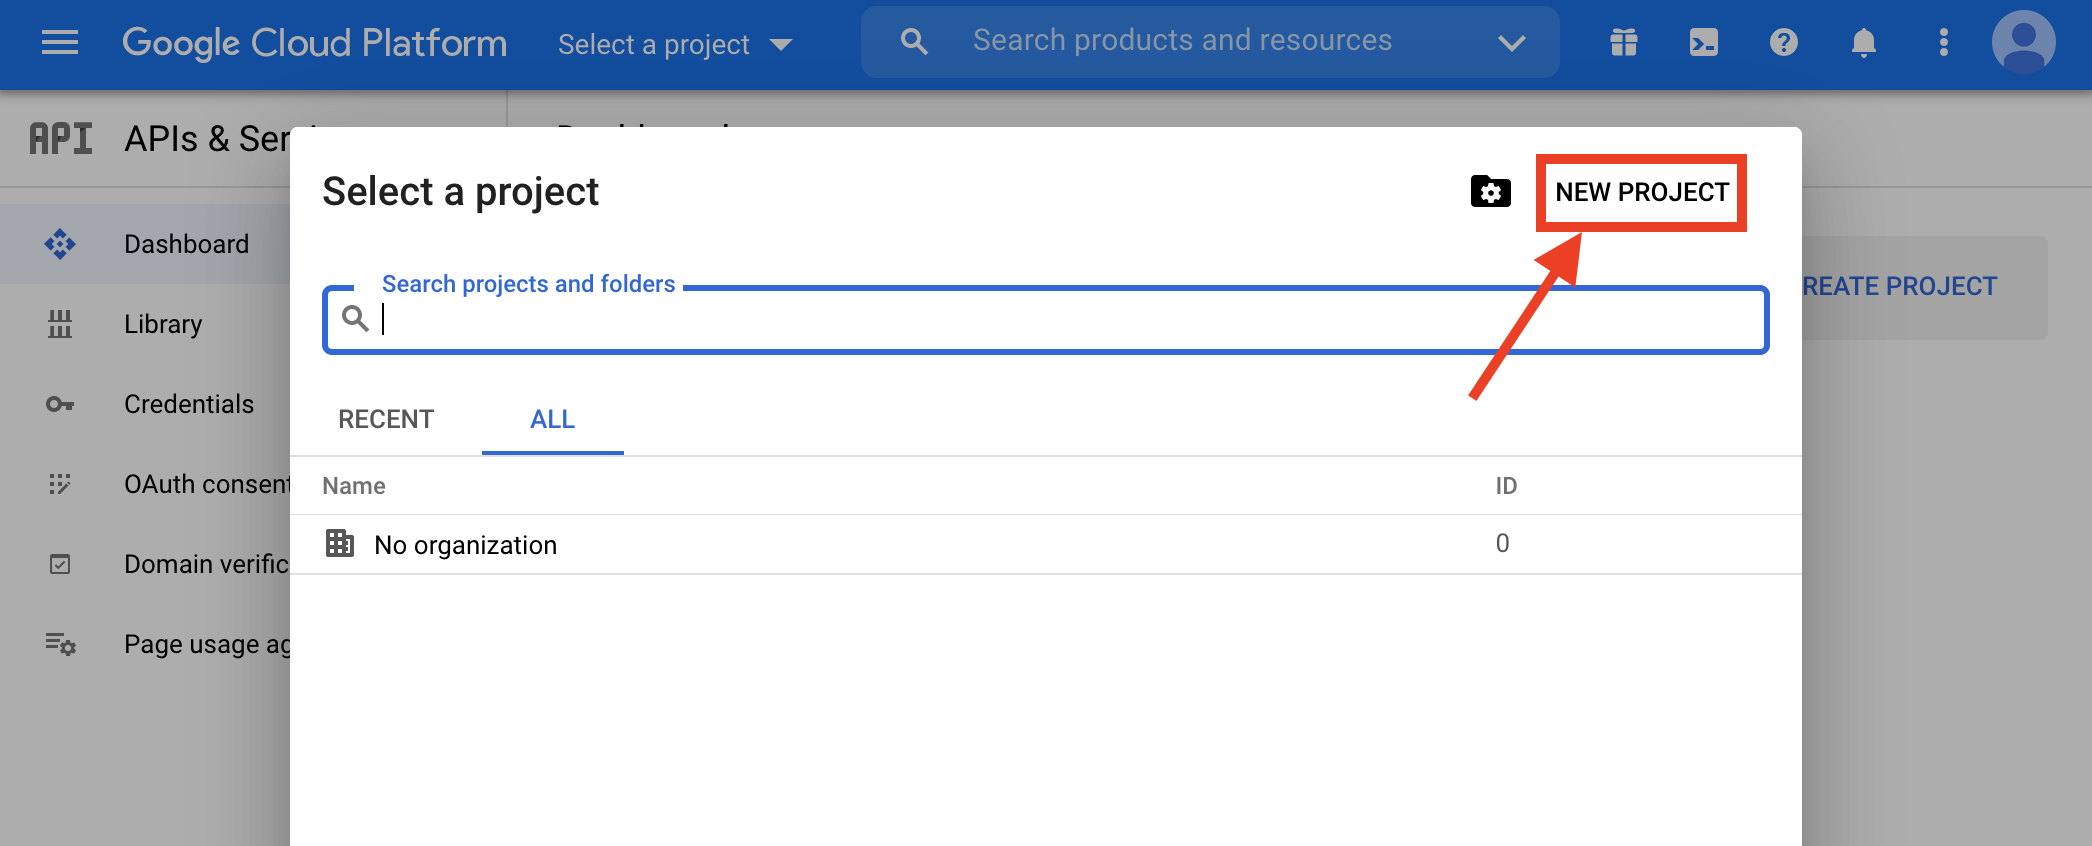 Google Cloud Platform
Select a project
Search products and resources
API
APIs & Ser
Select a project
NEW PROJECT
Dashboard
Search projects and folders
REATE PROJECT
Library
Credentials
RECENT
ALL
OAuth consent
Name
ID
No organization
0
Domain verific
Page usage ag